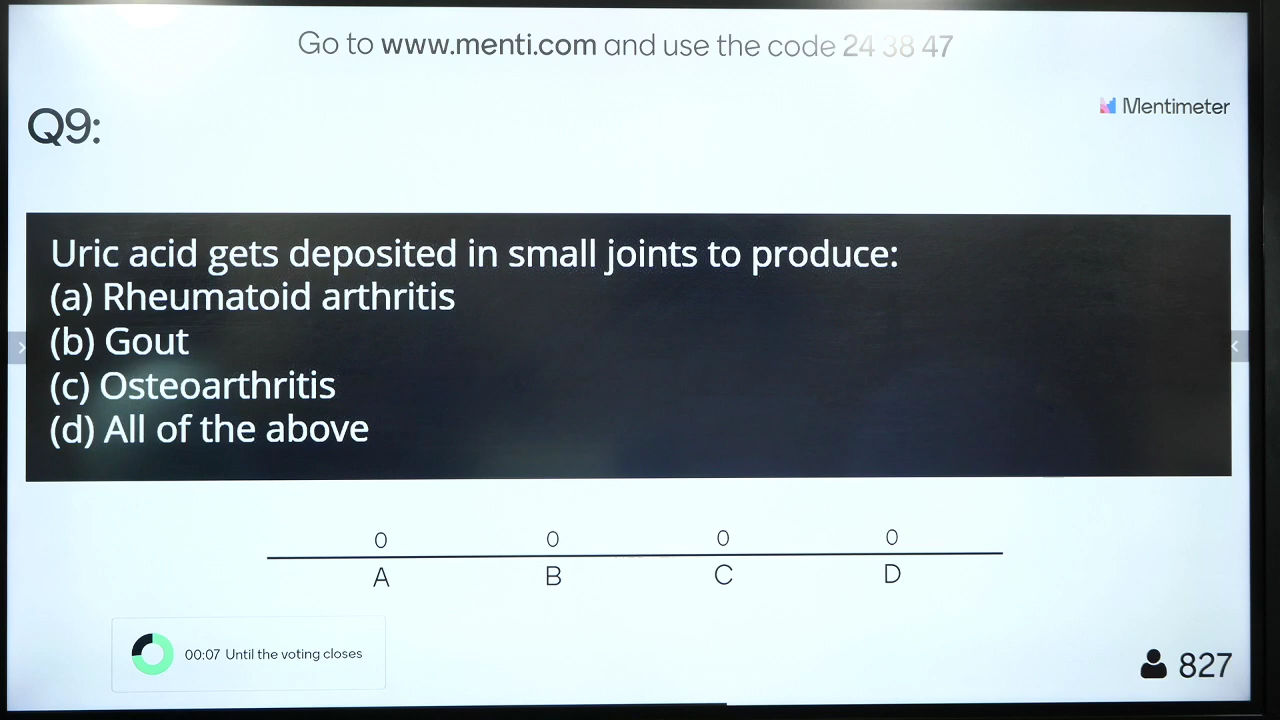 Go to www.menti.com and use the code 24 38 47
Mentimeter
Q9:
Uric acid gets deposited in small joints to produce:
(a) Rheumatoid arthritis
(b) Gout
(c) Osteoarthritis
(d) All of the above
0 0 0 0
A B C D
00:07 Until the voting closes
827